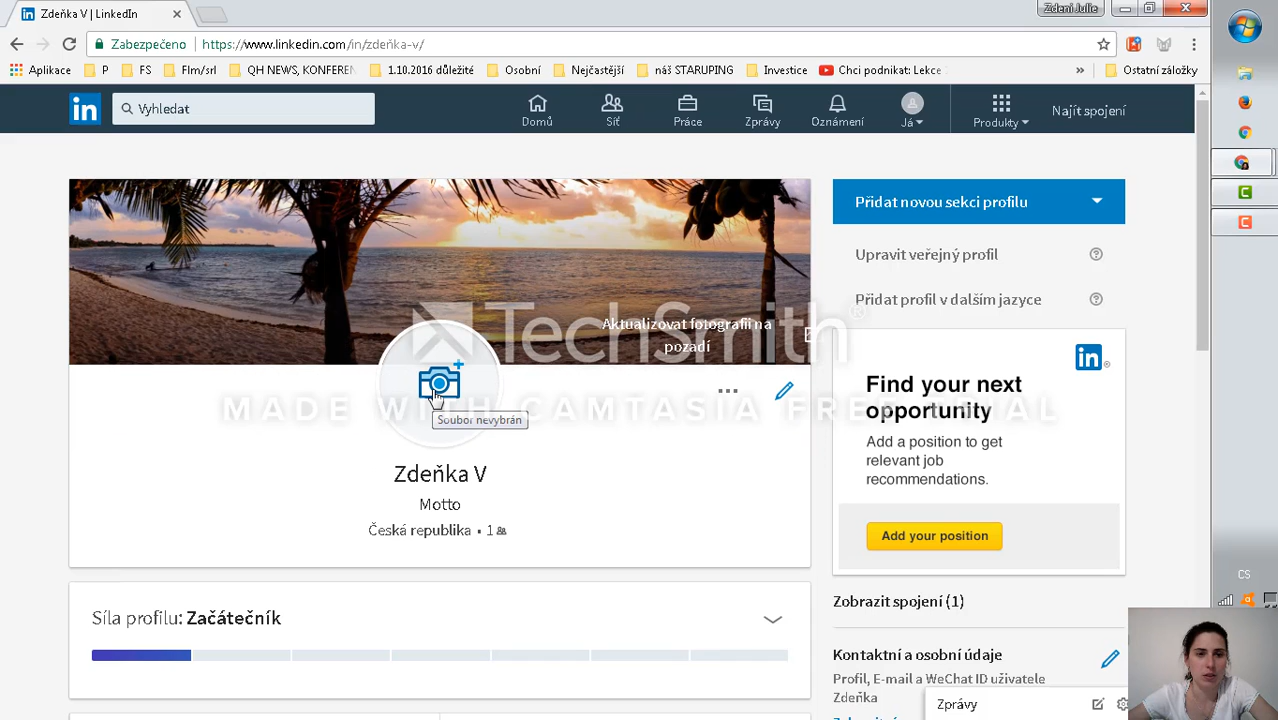 Zdeňka V | LinkedIn
Zdeni Julie
Zabezpečeno
https://www.linkedin.com/in/zdeňka-v/
Aplikace
P
FS
FIm/srl
QH NEWS, KONFEREN
1.10.2016 důležité
Osobní
Nejčastější
náš STARUPING
Investice
Chci podnikat: Lekce
Ostatní záložky
in
Vyhledat
Domů
Síť
Práce
Zprávy
Oznámení
Já
Produkty
Najít spojení
Přidat novou sekci profilu
Upravit veřejný profil
Přidat profil v dalším jazyce
Aktualizovat fotografii na
pozadí
TechSmith®
MADE WITH CAMTASIA FREE TRIAL
Soubor nevybrán
Zdeňka V
Motto
Česká republika • 1
in
Find your next
opportunity
Add a position to get
relevant job
recommendations.
Add your position
Síla profilu: Začátečník
Zobrazit spojení (1)
Kontaktní a osobní údaje
Profil, E-mail a WeChat ID uživatele
Zdeňka
Zprávy
CS